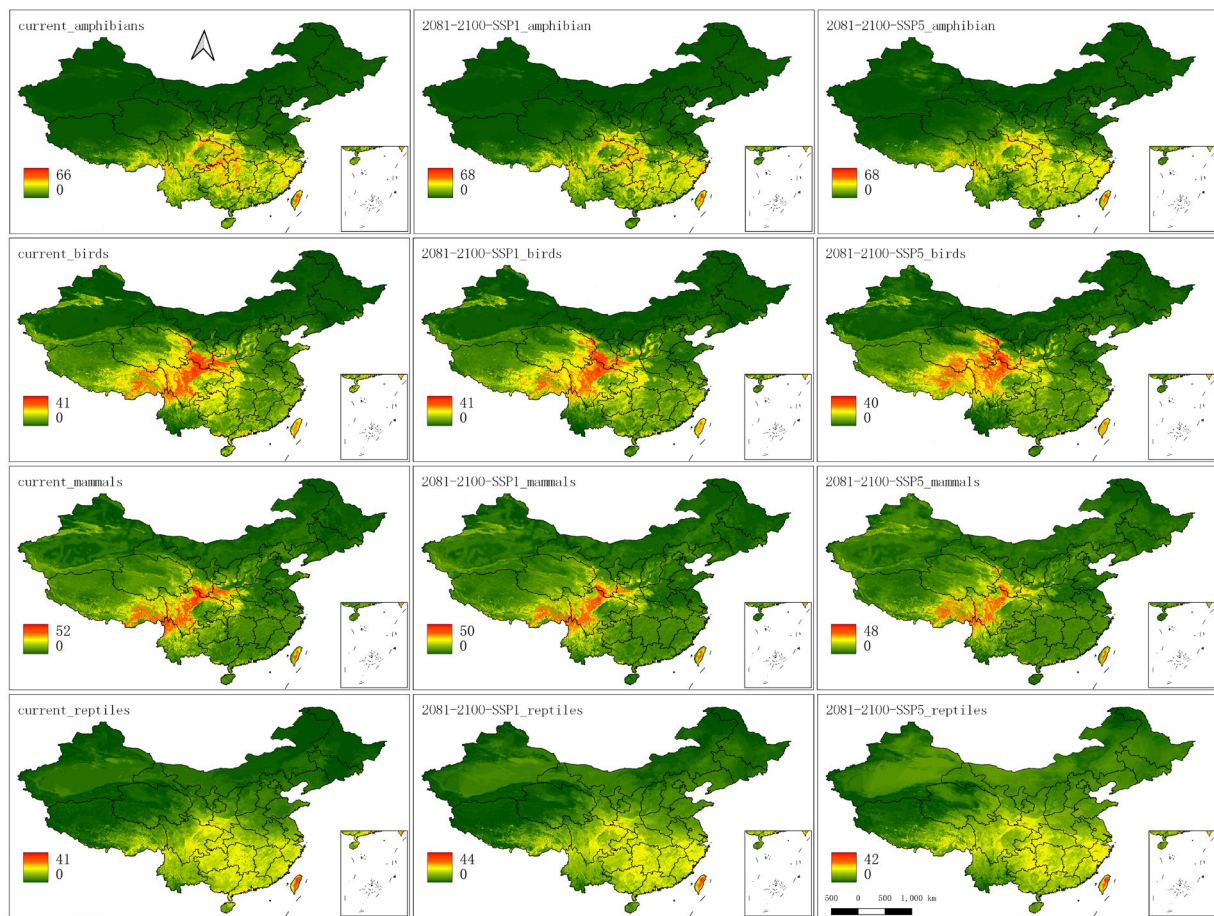 current_amphibians
66
0
2081-2100-SSP1_amphibian
68
0
2081-2100-SSP5_amphibian
68
0
current_birds
41
0
2081-2100-SSP1_birds
41
0
2081-2100-SSP5_birds
40
0
current_mammals
52
0
2081-2100-SSP1_mammals
50
0
2081-2100-SSP5_mammals
48
0
current_reptiles
41
0
2081-2100-SSP1_reptiles
44
0
2081-2100-SSP5_reptiles
42
0
500 0 500 1,000 km